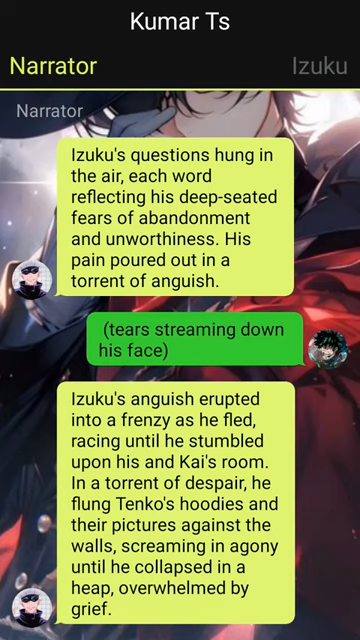 Kumar Ts
Narrator
Izuku
Narrator
Izuku's questions hung in
the air, each word
reflecting his deep-seated
fears of abandonment
and unworthiness. His
pain poured out in a
torrent of anguish.
(tears streaming down
his face)
Izuku's anguish erupted
into a frenzy as he fled,
racing until he stumbled
upon his and Kai's room.
In a torrent of despair, he
flung Tenko's hoodies and
their pictures against the
walls, screaming in agony
until he collapsed in a
heap, overwhelmed by
grief.